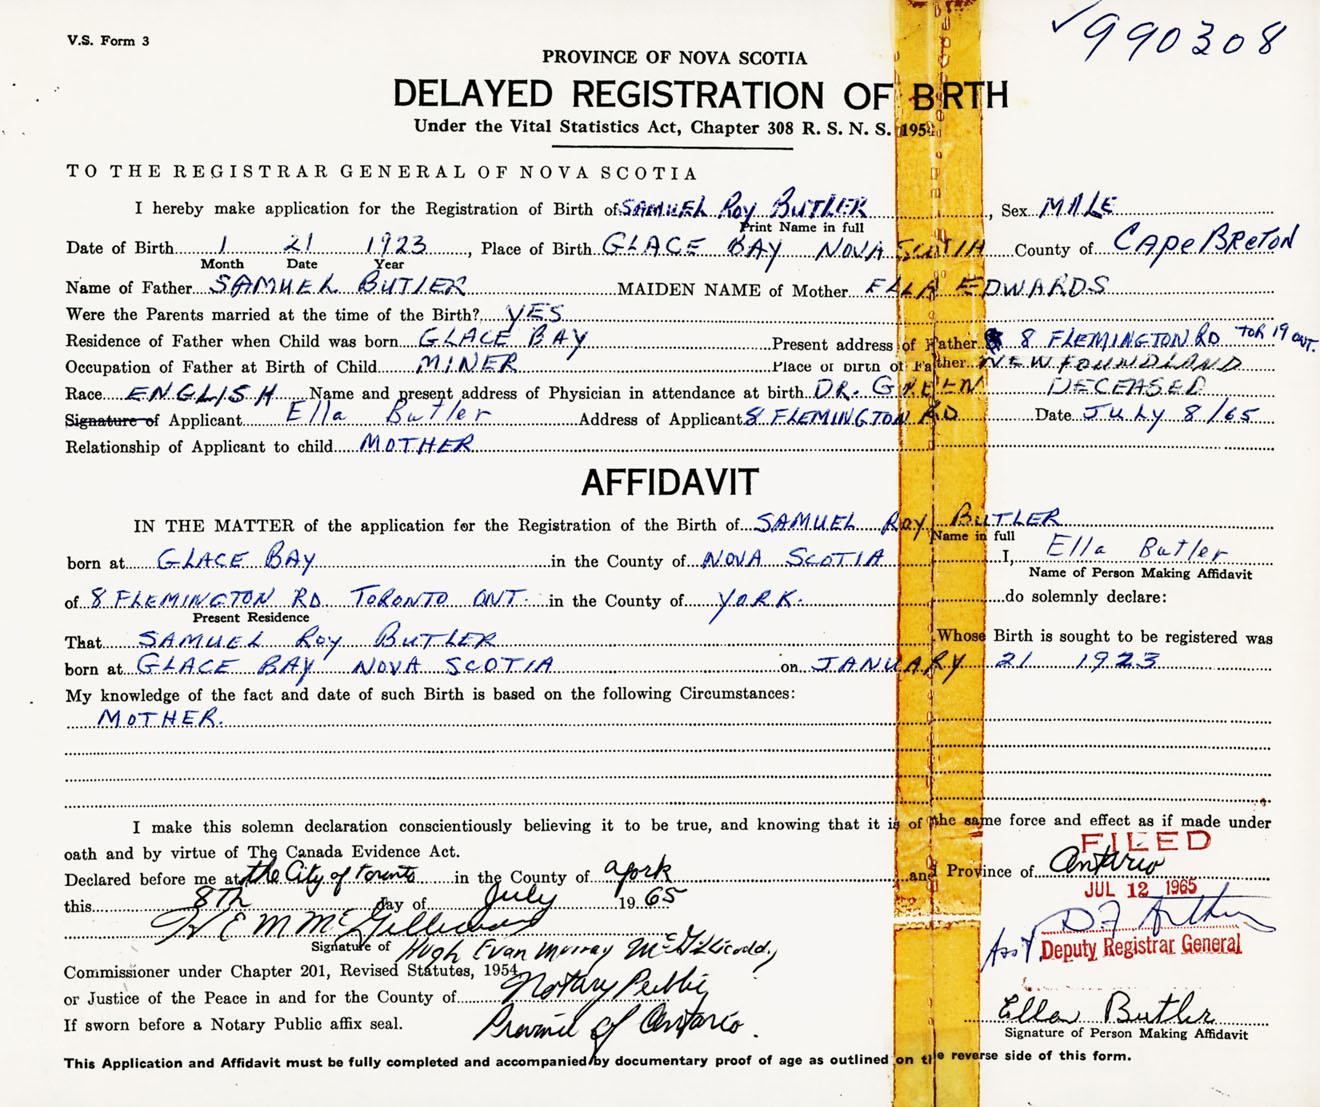 V.S. Form 3
990308
PROVINCE OF NOVA SCOTIA
DELAYED REGISTRATION OF BIRTH
Under the Vital Statistics Act, Chapter 308 R. S. N. S. 1954
TO THE REGISTRAR GENERAL OF NOVA SCOTIA
I hereby make application for the Registration of Birth of SAMUEL ROY BUTLER, Sex MALE
Print Name in full
Date of Birth 1 21 1923, Place of Birth GLACE BAY NOVA SCOTIA County of CAPE BRETON
Month Date Year
Name of Father SAMUEL BUTLER MAIDEN NAME of Mother ELLA EDWARDS
Were the Parents married at the time of the Birth? YES
Residence of Father when Child was born GLACE BAY Present address of Father 8 FLEMINGTON RD TOR 19 ONT.
Occupation of Father at Birth of Child MINER Place of Birth of Father NEWFOUNDLAND
Race ENGLISH Name and present address of Physician in attendance at birth DR. GREEN DECEASED
Signature of Applicant Ella Butler Address of Applicant 8 FLEMINGTON RD Date JULY 8/65
Relationship of Applicant to child MOTHER
AFFIDAVIT
IN THE MATTER of the application for the Registration of the Birth of SAMUEL ROY BUTLER
Name in full
born at GLACE BAY in the County of NOVA SCOTIA I, Ella Butler
Name of Person Making Affidavit
of 8 FLEMINGTON RD TORONTO ONT. in the County of YORK. do solemnly declare:
Present Residence
That SAMUEL ROY BUTLER Whose Birth is sought to be registered was
born at GLACE BAY NOVA SCOTIA on JANUARY 21 1923
My knowledge of the fact and date of such Birth is based on the following Circumstances:
MOTHER.
I make this solemn declaration conscientiously believing it to be true, and knowing that it is of the same force and effect as if made under
oath and by virtue of The Canada Evidence Act.
FILED
Declared before me at the City of Toronto in the County of York and Province of Ontario
JUL 12 1965
this 8TH day of July 19 65
H E M McGillicuddy
D F Arthur
Signature of Hugh Evan Murray McGillicuddy
Ass't Deputy Registrar General
Commissioner under Chapter 201, Revised Statutes, 1954
or Justice of the Peace in and for the County of Notary Public
Ella Butler
If sworn before a Notary Public affix seal. Province of Ontario.
Signature of Person Making Affidavit
This Application and Affidavit must be fully completed and accompanied by documentary proof of age as outlined on the reverse side of this form.